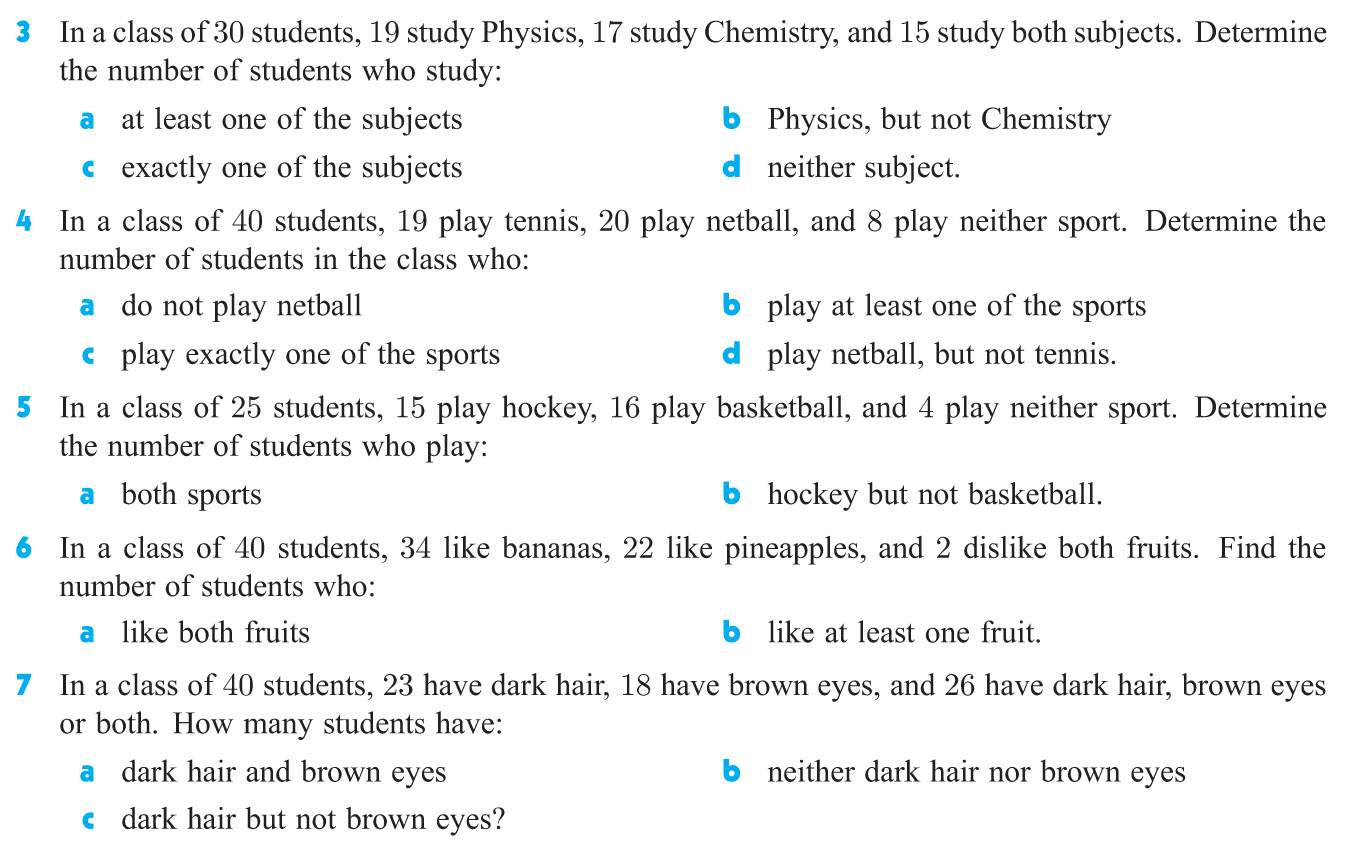 3 In a class of 30 students, 19 study Physics, 17 study Chemistry, and 15 study both subjects. Determine
the number of students who study:
a at least one of the subjects b Physics, but not Chemistry
c exactly one of the subjects d neither subject.
4 In a class of 40 students, 19 play tennis, 20 play netball, and 8 play neither sport. Determine the
number of students in the class who:
a do not play netball b play at least one of the sports
c play exactly one of the sports d play netball, but not tennis.
5 In a class of 25 students, 15 play hockey, 16 play basketball, and 4 play neither sport. Determine
the number of students who play:
a both sports b hockey but not basketball.
6 In a class of 40 students, 34 like bananas, 22 like pineapples, and 2 dislike both fruits. Find the
number of students who:
a like both fruits b like at least one fruit.
7 In a class of 40 students, 23 have dark hair, 18 have brown eyes, and 26 have dark hair, brown eyes
or both. How many students have:
a dark hair and brown eyes b neither dark hair nor brown eyes
c dark hair but not brown eyes?